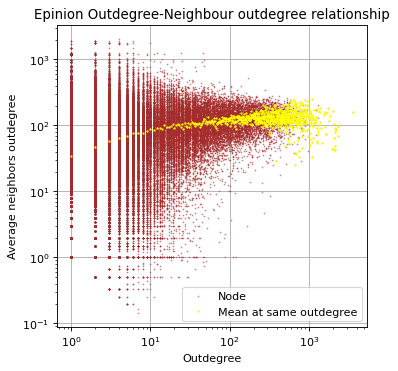 Epinion Outdegree-Neighbour outdegree relationship
Average neighbors outdegree
10³
10²
10¹
10⁰
10⁻¹
Node
Mean at same outdegree
10⁰ 10¹ 10² 10³
Outdegree